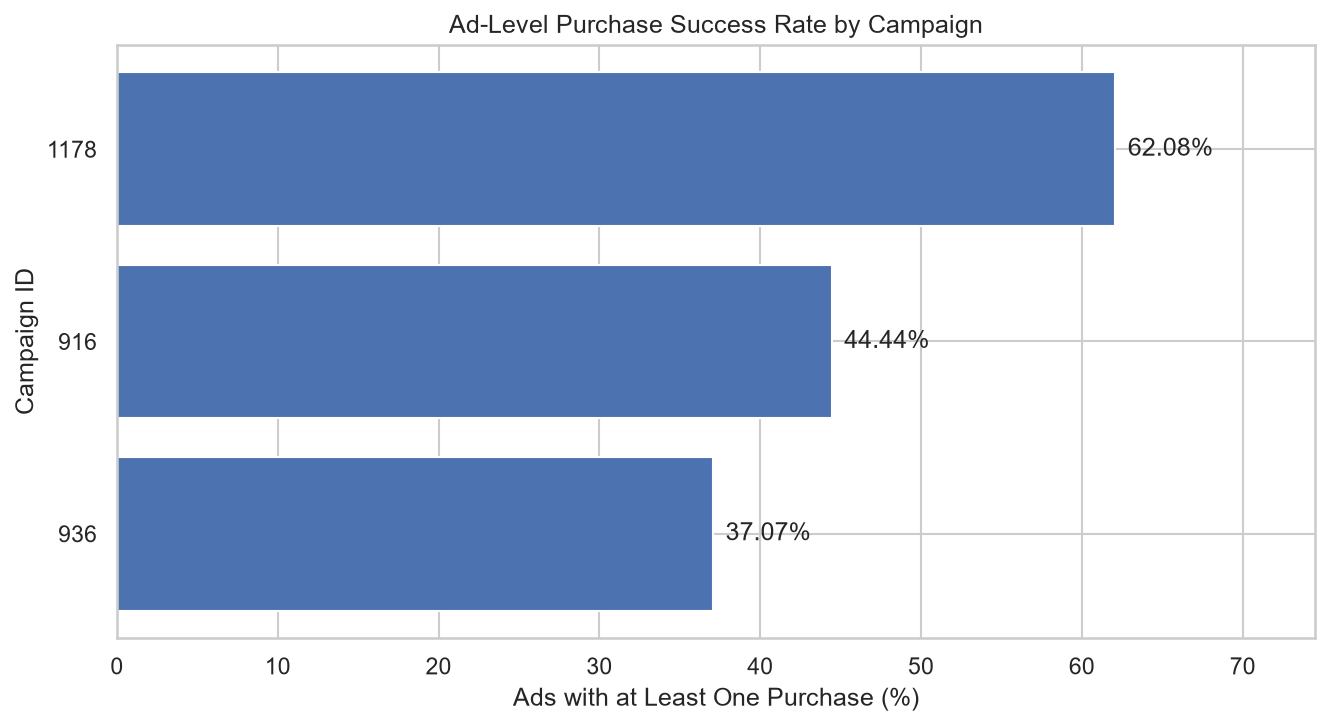 Ad-Level Purchase Success Rate by Campaign
Campaign ID
1178
62.08%
916
44.44%
936
37.07%
0 10 20 30 40 50 60 70
Ads with at Least One Purchase (%)